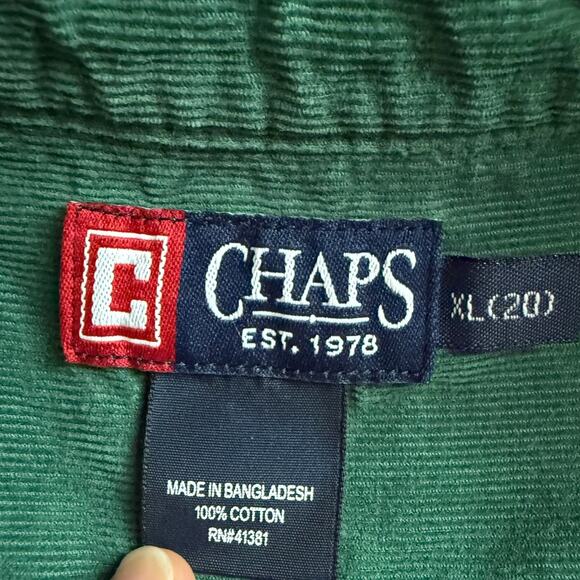 C
CHAPS
EST. 1978
XL(20)
MADE IN BANGLADESH
100% COTTON
RN#41381